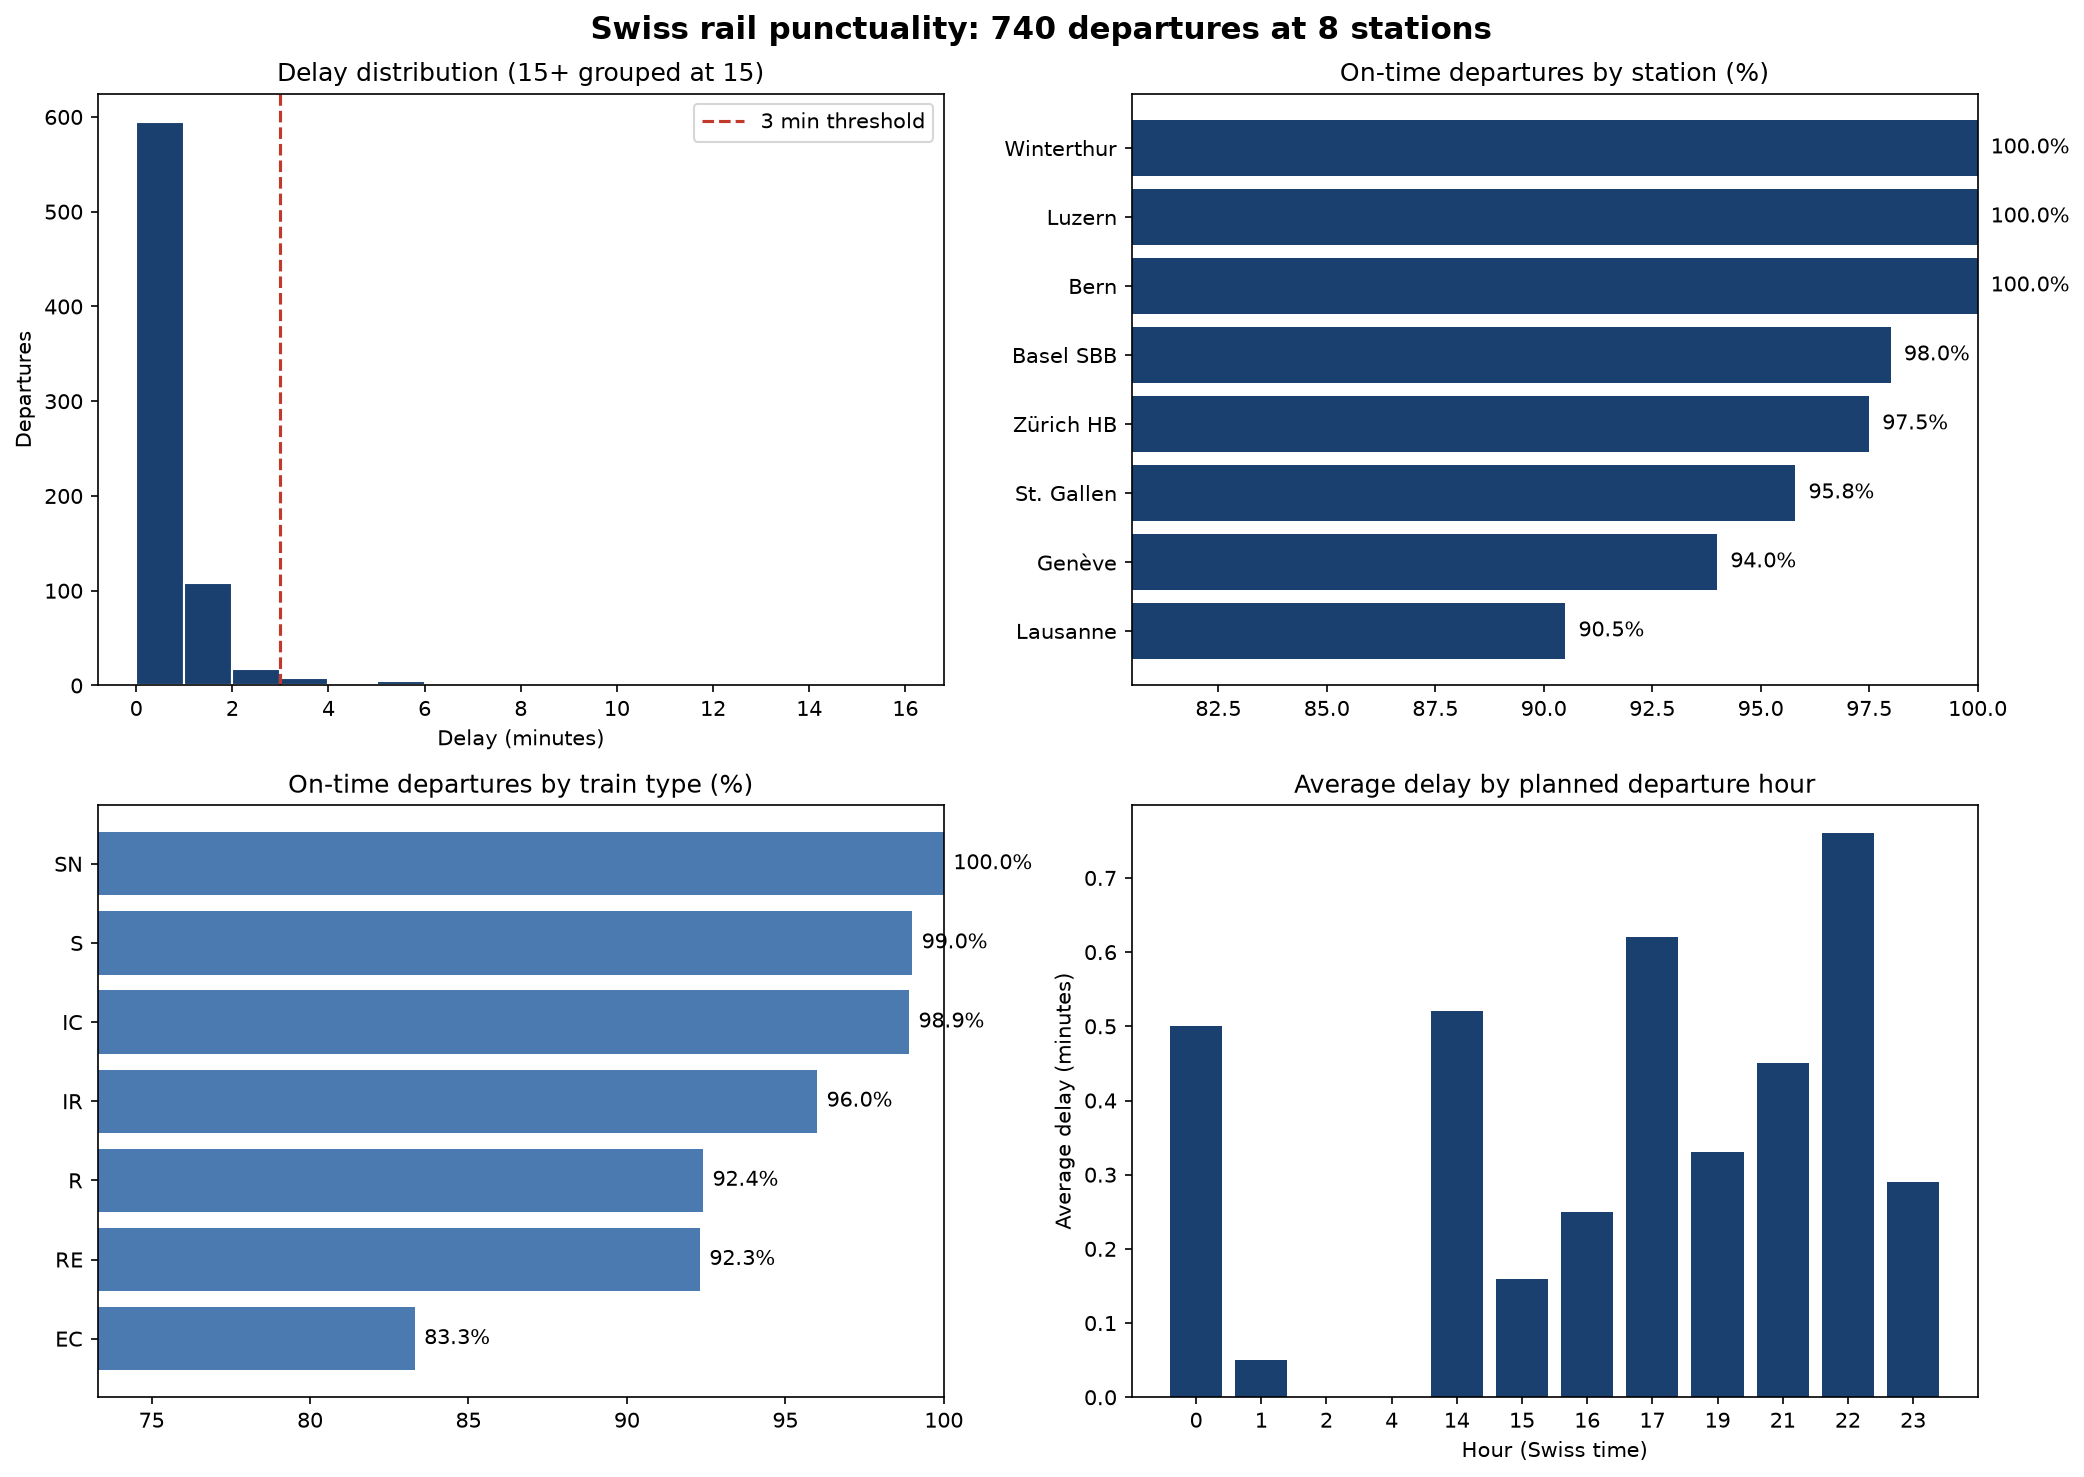 Swiss rail punctuality: 740 departures at 8 stations
Delay distribution (15+ grouped at 15)
3 min threshold
600
500
400
300
200
100
0
Departures
0 2 4 6 8 10 12 14 16
Delay (minutes)
On-time departures by station (%)
Winterthur 100.0%
Luzern 100.0%
Bern 100.0%
Basel SBB 98.0%
Zürich HB 97.5%
St. Gallen 95.8%
Genève 94.0%
Lausanne 90.5%
82.5 85.0 87.5 90.0 92.5 95.0 97.5 100.0
On-time departures by train type (%)
SN 100.0%
S 99.0%
IC 98.9%
IR 96.0%
R 92.4%
RE 92.3%
EC 83.3%
75 80 85 90 95 100
Average delay by planned departure hour
0.7
0.6
0.5
0.4
0.3
0.2
0.1
0.0
Average delay (minutes)
0 1 2 4 14 15 16 17 19 21 22 23
Hour (Swiss time)